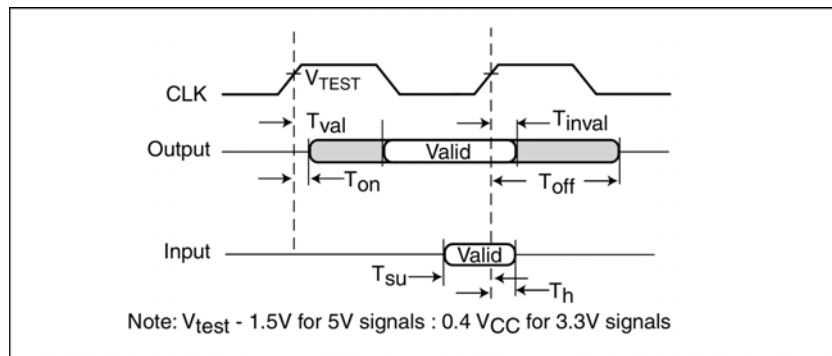 VTEST
CLK
Tval
Tinval
Output
Valid
Ton
Toff
Input
Valid
Tsu
Th
Note: Vtest - 1.5V for 5V signals : 0.4 VCC for 3.3V signals